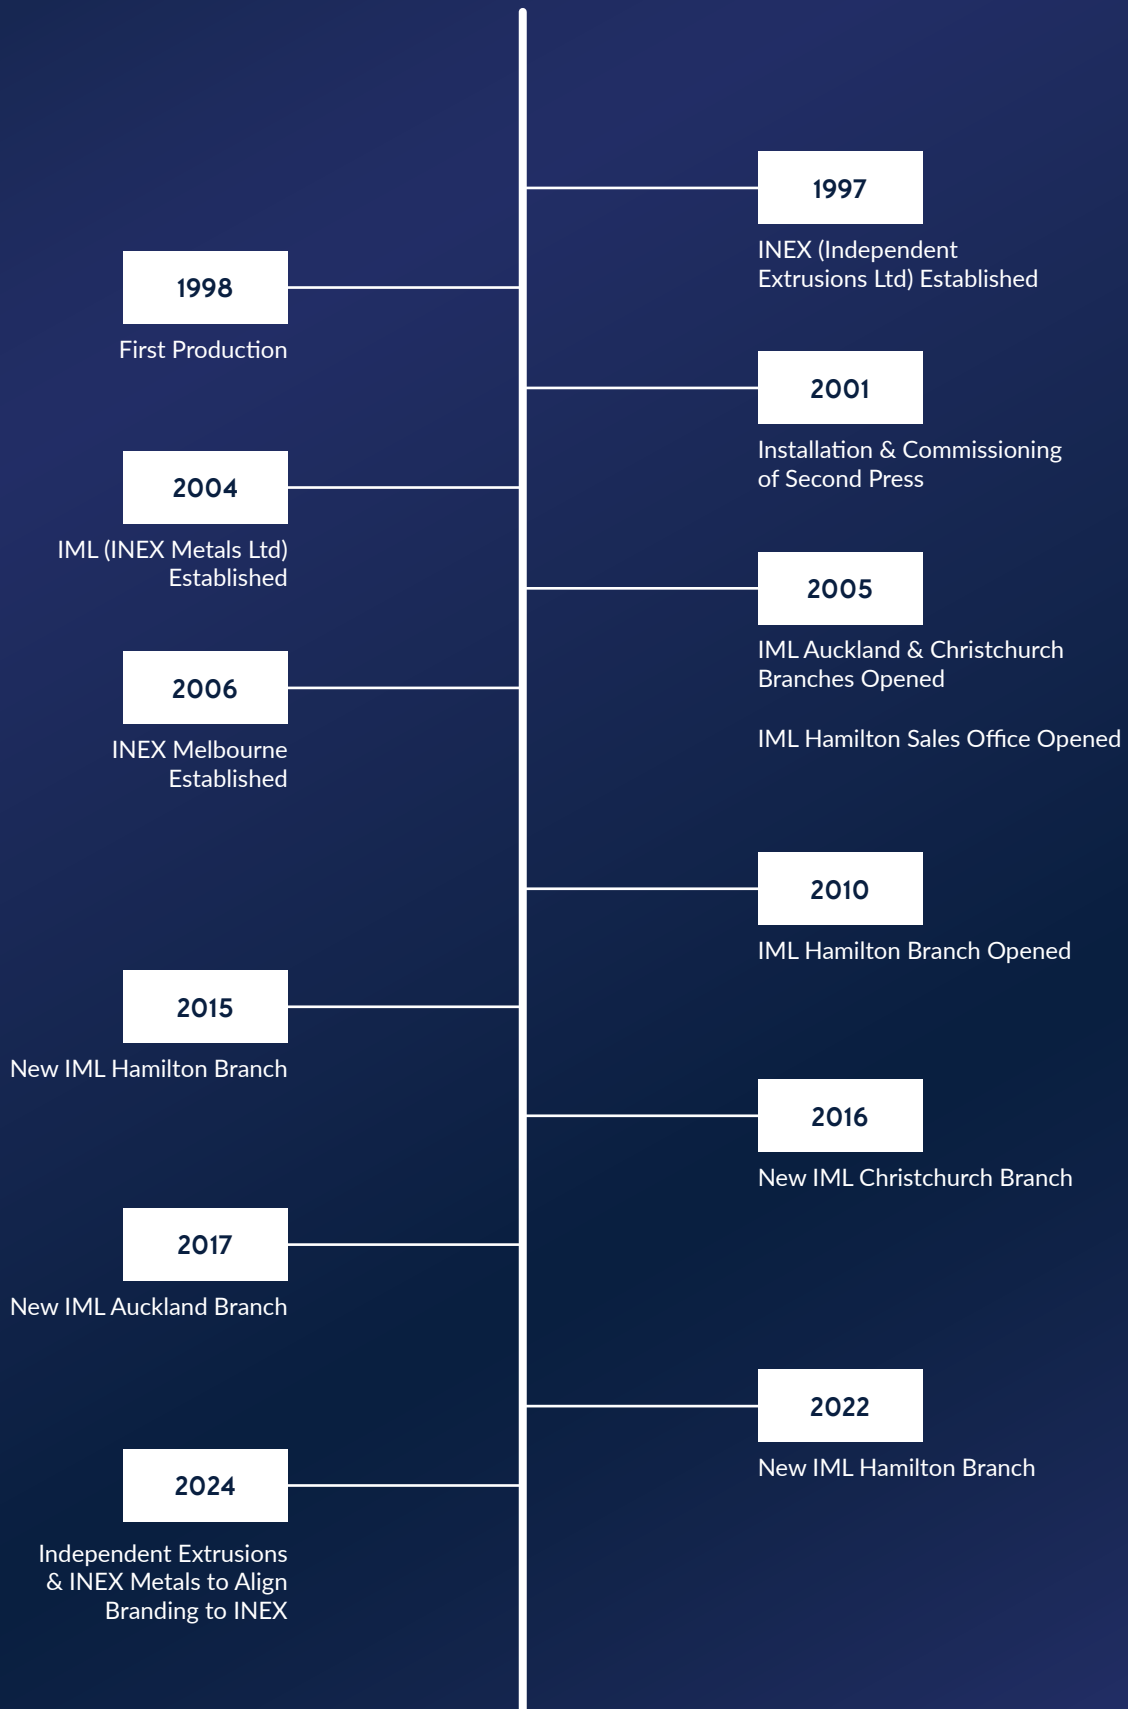 1997
INEX (Independent
Extrusions Ltd) Established
1998
First Production
2001
Installation & Commissioning
of Second Press
2004
IML (INEX Metals Ltd)
Established
2005
IML Auckland & Christchurch
Branches Opened
IML Hamilton Sales Office Opened
2006
INEX Melbourne
Established
2010
IML Hamilton Branch Opened
2015
New IML Hamilton Branch
2016
New IML Christchurch Branch
2017
New IML Auckland Branch
2022
New IML Hamilton Branch
2024
Independent Extrusions
& INEX Metals to Align
Branding to INEX